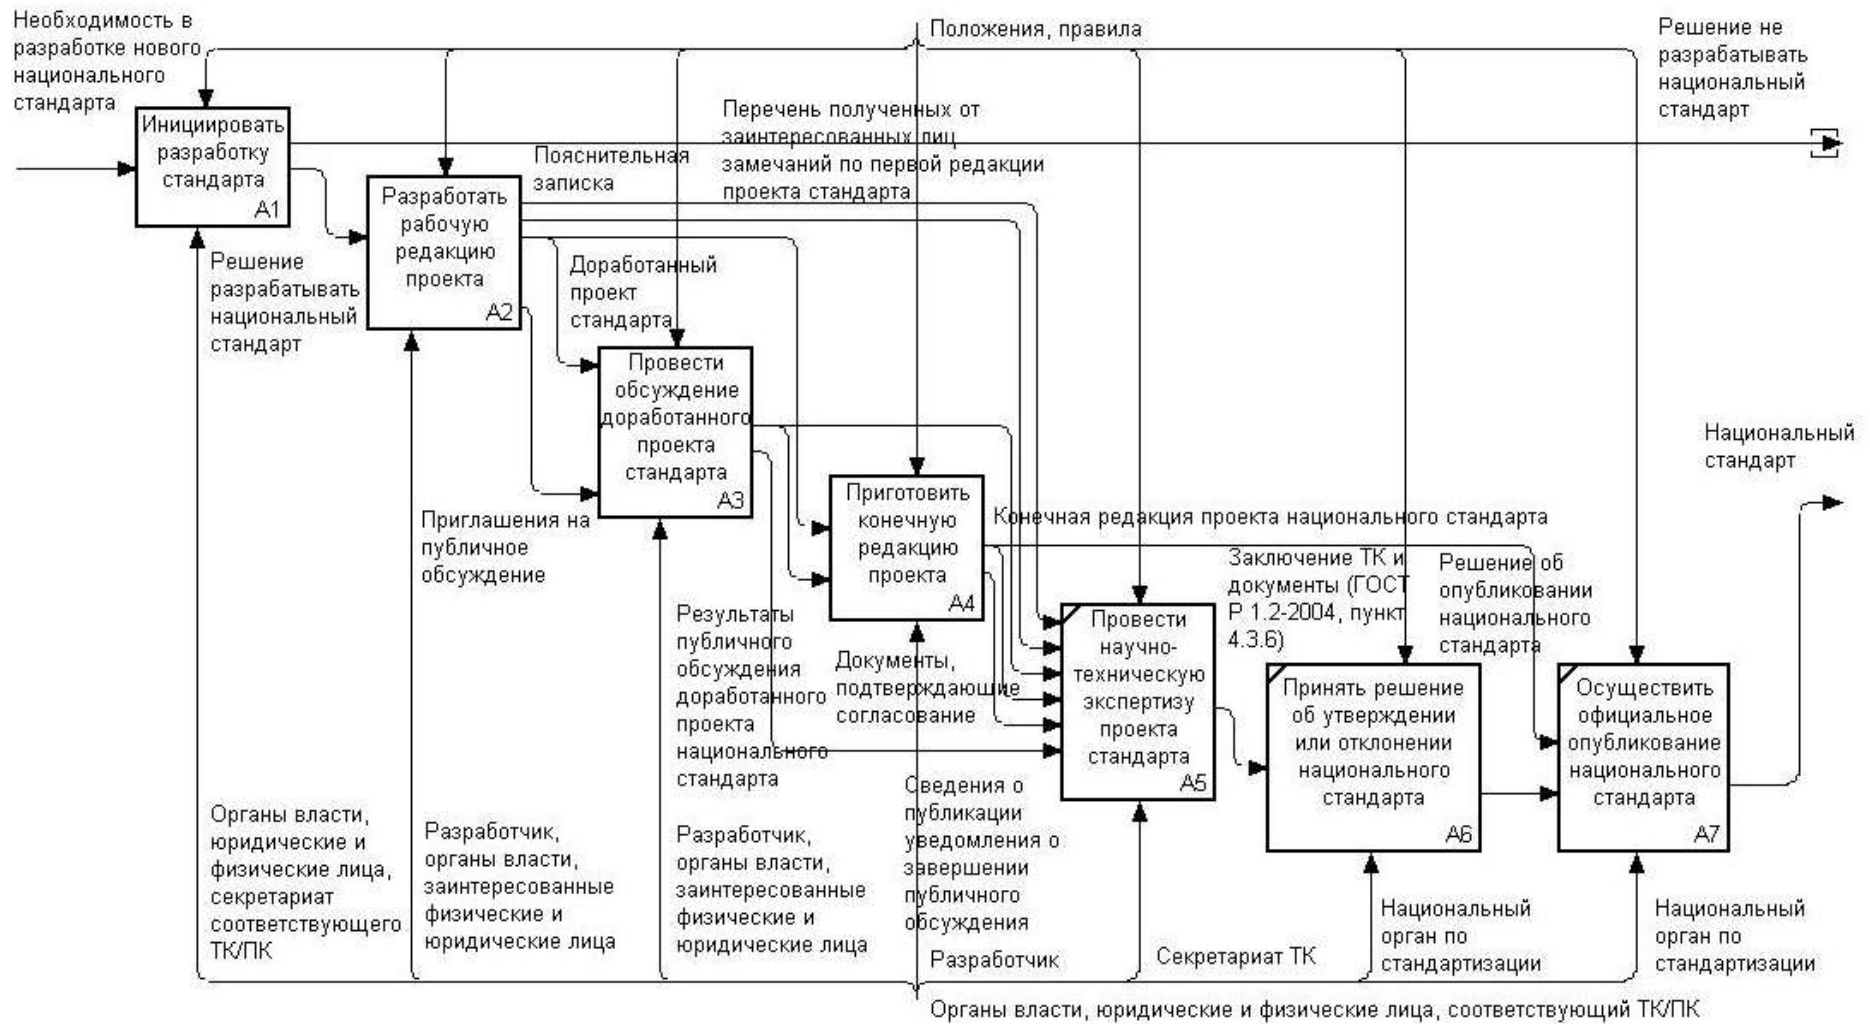 Необходимость в
разработке нового
национального
стандарта
Положения, правила
Решение не
разрабатывать
национальный
стандарт
Инициировать
разработку
стандарта
A1
Перечень полученных от
заинтересованных лиц
замечаний по первой редакции
проекта стандарта
Пояснительная
записка
Разработать
рабочую
редакцию
проекта
A2
Решение
разрабатывать
национальный
стандарт
Доработанный
проект
стандарта
Провести
обсуждение
доработанного
проекта
стандарта
A3
Национальный
стандарт
Приглашения на
публичное
обсуждение
Приготовить
конечную
редакцию
проекта
A4
Конечная редакция проекта национального стандарта
Заключение ТК и
документы (ГОСТ
Р 1.2-2004, пункт
4.3.6)
Решение об
опубликовании
национального
стандарта
Результаты
публичного
обсуждения
доработанного
проекта
национального
стандарта
Документы,
подтверждающие
согласование
Провести
научно-
техническую
экспертизу
проекта
стандарта
A5
Принять решение
об утверждении
или отклонении
национального
стандарта
A6
Осуществить
официальное
опубликование
национального
стандарта
A7
Сведения о
публикации
уведомления о
завершении
публичного
обсуждения
Органы власти,
юридические и
физические лица,
секретариат
соответствующего
ТК/ПК
Разработчик,
органы власти,
заинтересованные
физические и
юридические лица
Разработчик,
органы власти,
заинтересованные
физические и
юридические лица
Разработчик
Секретариат ТК
Национальный
орган по
стандартизации
Национальный
орган по
стандартизации
Органы власти, юридические и физические лица, соответствующий ТК/ПК